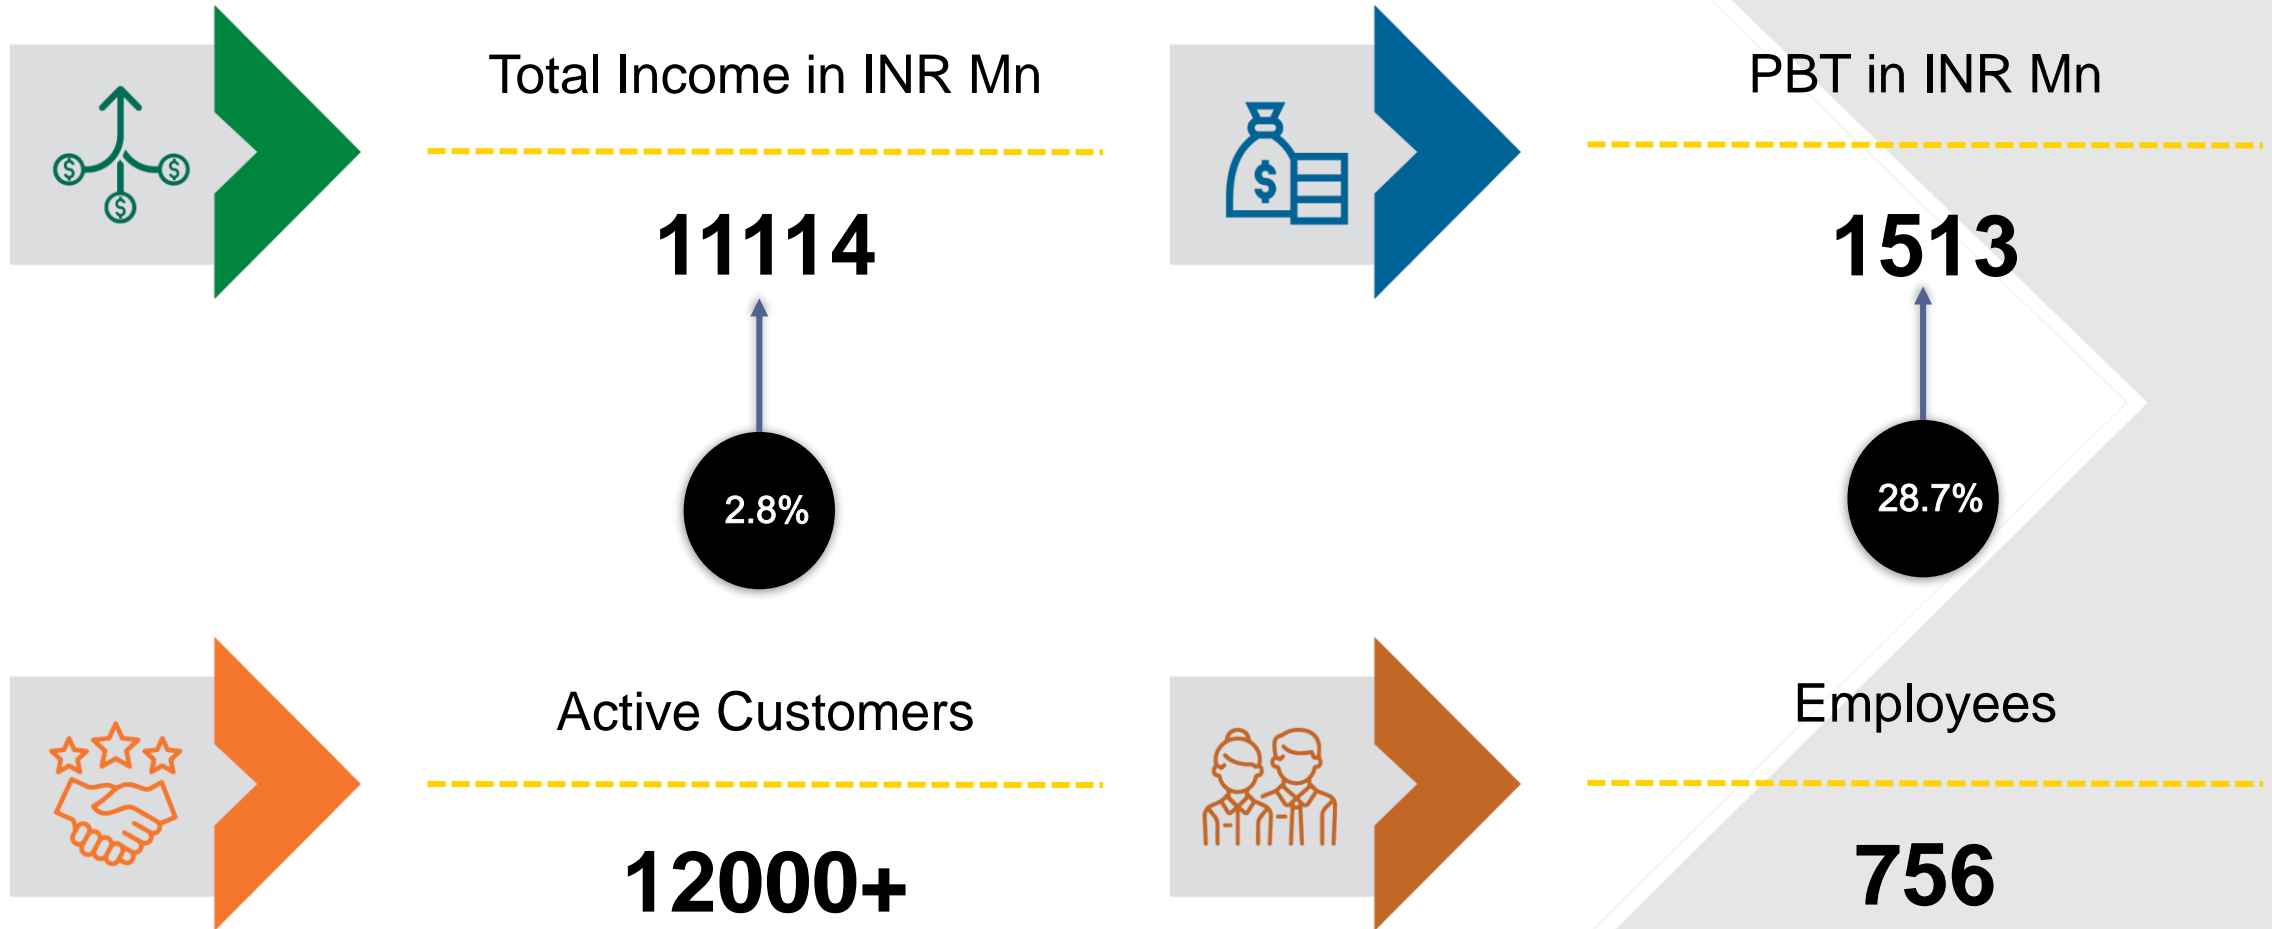 Total Income in INR Mn
11114
2.8%
PBT in INR Mn
1513
28.7%
Active Customers
12000+
Employees
756